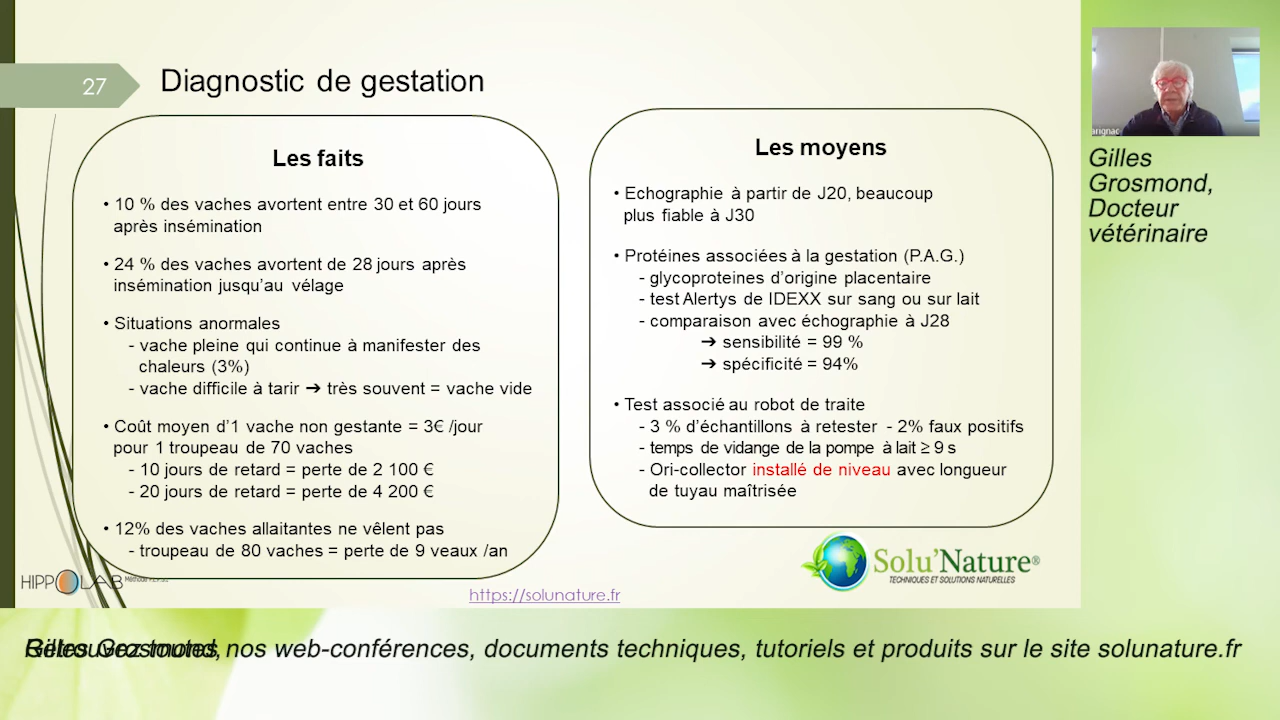 27
Diagnostic de gestation
Les faits
• 10 % des vaches avortent entre 30 et 60 jours
après insémination
• 24 % des vaches avortent de 28 jours après
insémination jusqu'au vélage
• Situations anormales
- vache pleine qui continue à manifester des
chaleurs (3%)
- vache difficile à tarir ➔ très souvent = vache vide
• Coût moyen d'1 vache non gestante = 3€ /jour
pour 1 troupeau de 70 vaches
- 10 jours de retard = perte de 2 100 €
- 20 jours de retard = perte de 4 200 €
• 12% des vaches allaitantes ne vêlent pas
- troupeau de 80 vaches = perte de 9 veaux /an
Les moyens
• Echographie à partir de J20, beaucoup
plus fiable à J30
• Protéines associées à la gestation (P.A.G.)
- glycoproteines d'origine placentaire
- test Alertys de IDEXX sur sang ou sur lait
- comparaison avec échographie à J28
➔ sensibilité = 99 %
➔ spécificité = 94%
• Test associé au robot de traite
- 3 % d'échantillons à retester - 2% faux positifs
- temps de vidange de la pompe à lait ≥ 9 s
- Ori-collector installé de niveau avec longueur
de tuyau maîtrisée
HIPPOLAB
Solu'Nature®
TECHNIQUES ET SOLUTIONS NATURELLES
https://solunature.fr
Gilles
Grosmond,
Docteur
vétérinaire
Gilles Grosmond,
Retrouvez toutes nos web-conférences, documents techniques, tutoriels et produits sur le site solunature.fr